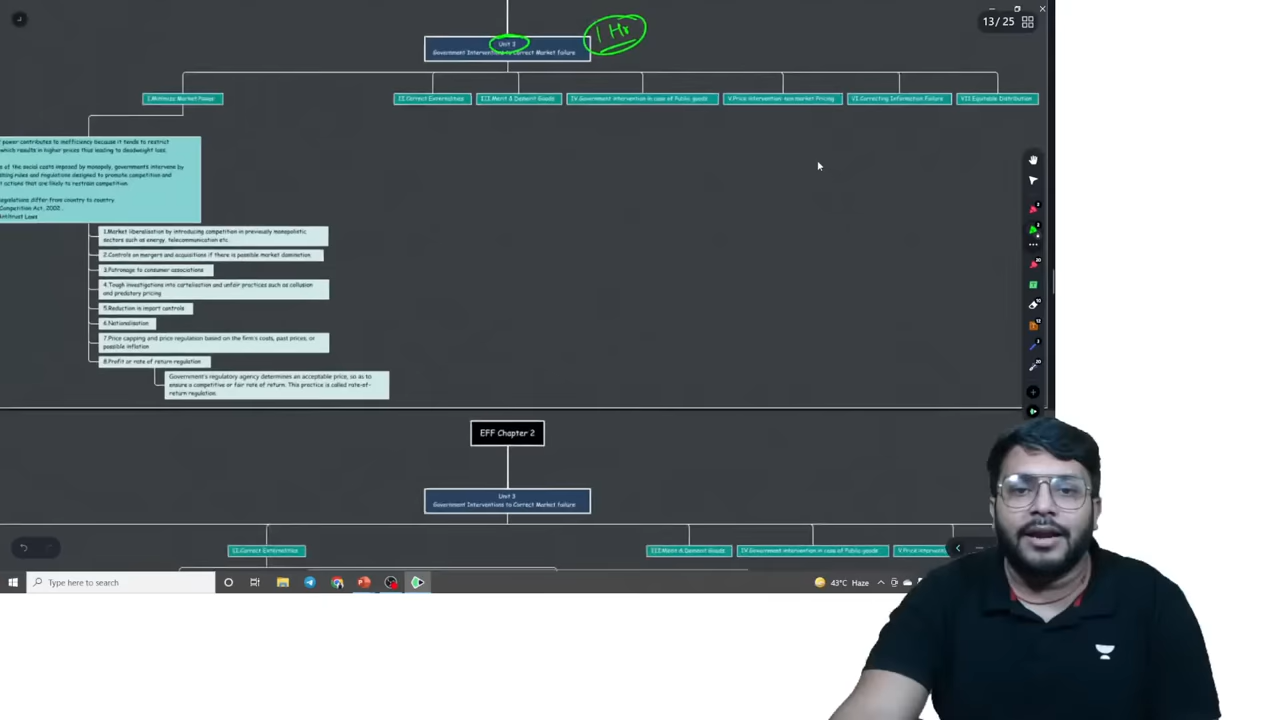 13/25
Unit 3
Government Interventions to Correct Market failure
1 Hr
I.Minimize Market Power
II.Correct Externalities
III.Merit & Demerit Goods
IV.Government intervention in case of Public goods
V.Price intervention: non market Pricing
VI.Correcting Information Failure
VII Equitable Distribution
power contributes to inefficiency because it tends to restrict
which results in higher prices thus leading to deadweight loss.
of the social costs imposed by monopoly, governments intervene by
rules and regulations designed to promote competition and
actions that are likely to restrain competition.
differ from country to country.
Competition Act, 2002.
Antitrust Laws
1.Market liberalisation by introducing competition in previously monopolistic
sectors such as energy, telecommunication etc.
2.Controls on mergers and acquisitions if there is possible market domination
3.Patronage to consumer associations
4.Tough investigations into cartelisation and unfair practices such as collusion
and predatory pricing
5.Reduction in import controls
6.Nationalisation
7.Price capping and price regulation based on the firm's costs, past prices, or
possible inflation
8.Profit or rate of return regulation
Government's regulatory agency determines an acceptable price, so as to
ensure a competitive or fair rate of return. This practice is called rate-of-
return regulation.
EFF Chapter 2
Unit 3
Government Interventions to Correct Market failure
II.Correct Externalities
III.Merit & Demerit Goods
IV.Government intervention in case of Public goods
V.Price interventi
Type here to search
43°C Haze